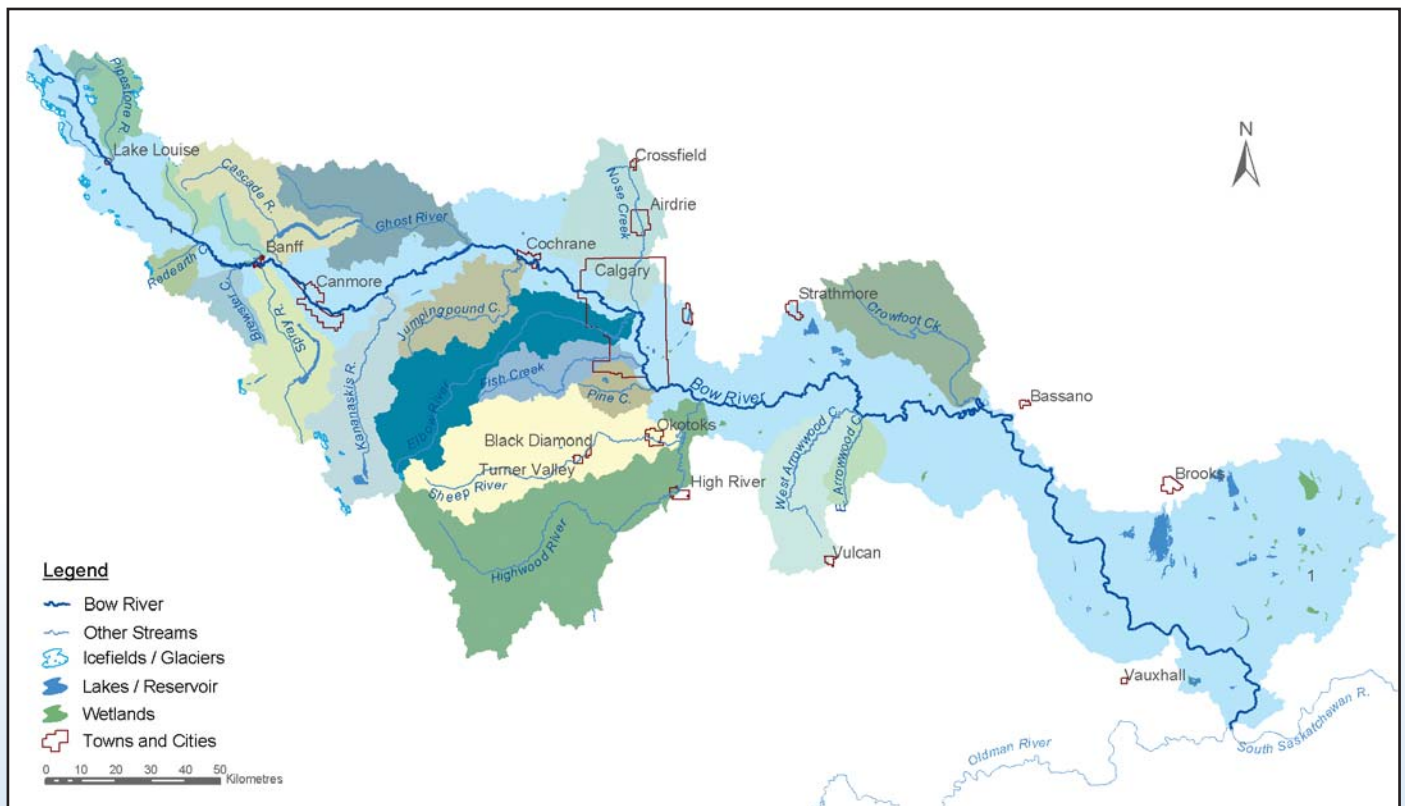 N
Pipestone R.
Lake Louise
Crossfield
Cascade R.
Nose Creek
Airdrie
Ghost River
Cochrane
Banff
Redearth C.
Calgary
Canmore
Brewster C.
Spray R.
Jumpingpound C.
Strathmore
Crowfoot Ck.
Kananaskis R.
Elbow River
Fish Creek
Pine C.
Bow River
Bassano
Okotoks
Black Diamond
Turner Valley
West Arrowwood C.
E. Arrowwood C.
Sheep River
High River
Brooks
Highwood River
Vulcan
1
Legend
Bow River
Other Streams
Icefields / Glaciers
Lakes / Reservoir
Wetlands
Towns and Cities
0 10 20 30 40 50
Kilometres
Vauxhall
Oldman River
South Saskatchewan R.